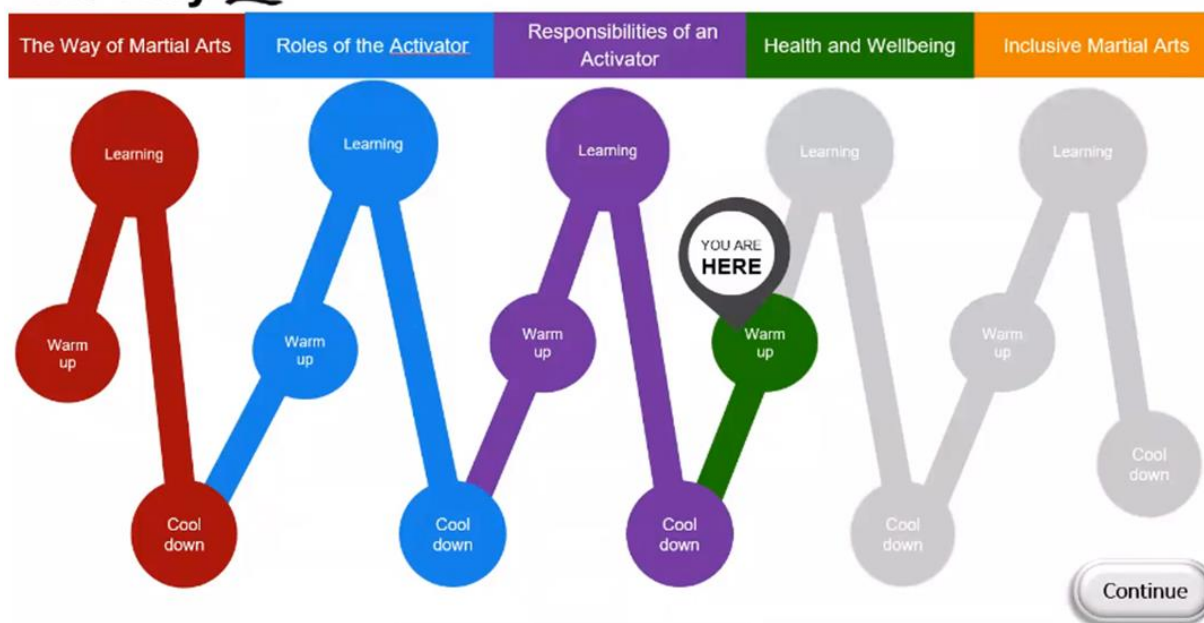 The Way of Martial Arts
Roles of the Activator
Responsibilities of an
Activator
Health and Wellbeing
Inclusive Martial Arts
Learning
Learning
Learning
Learning
Learning
YOU ARE
HERE
Warm
up
Warm
up
Warm
up
Warm
up
Warm
up
Cool
down
Cool
down
Cool
down
Cool
down
Cool
down
Continue